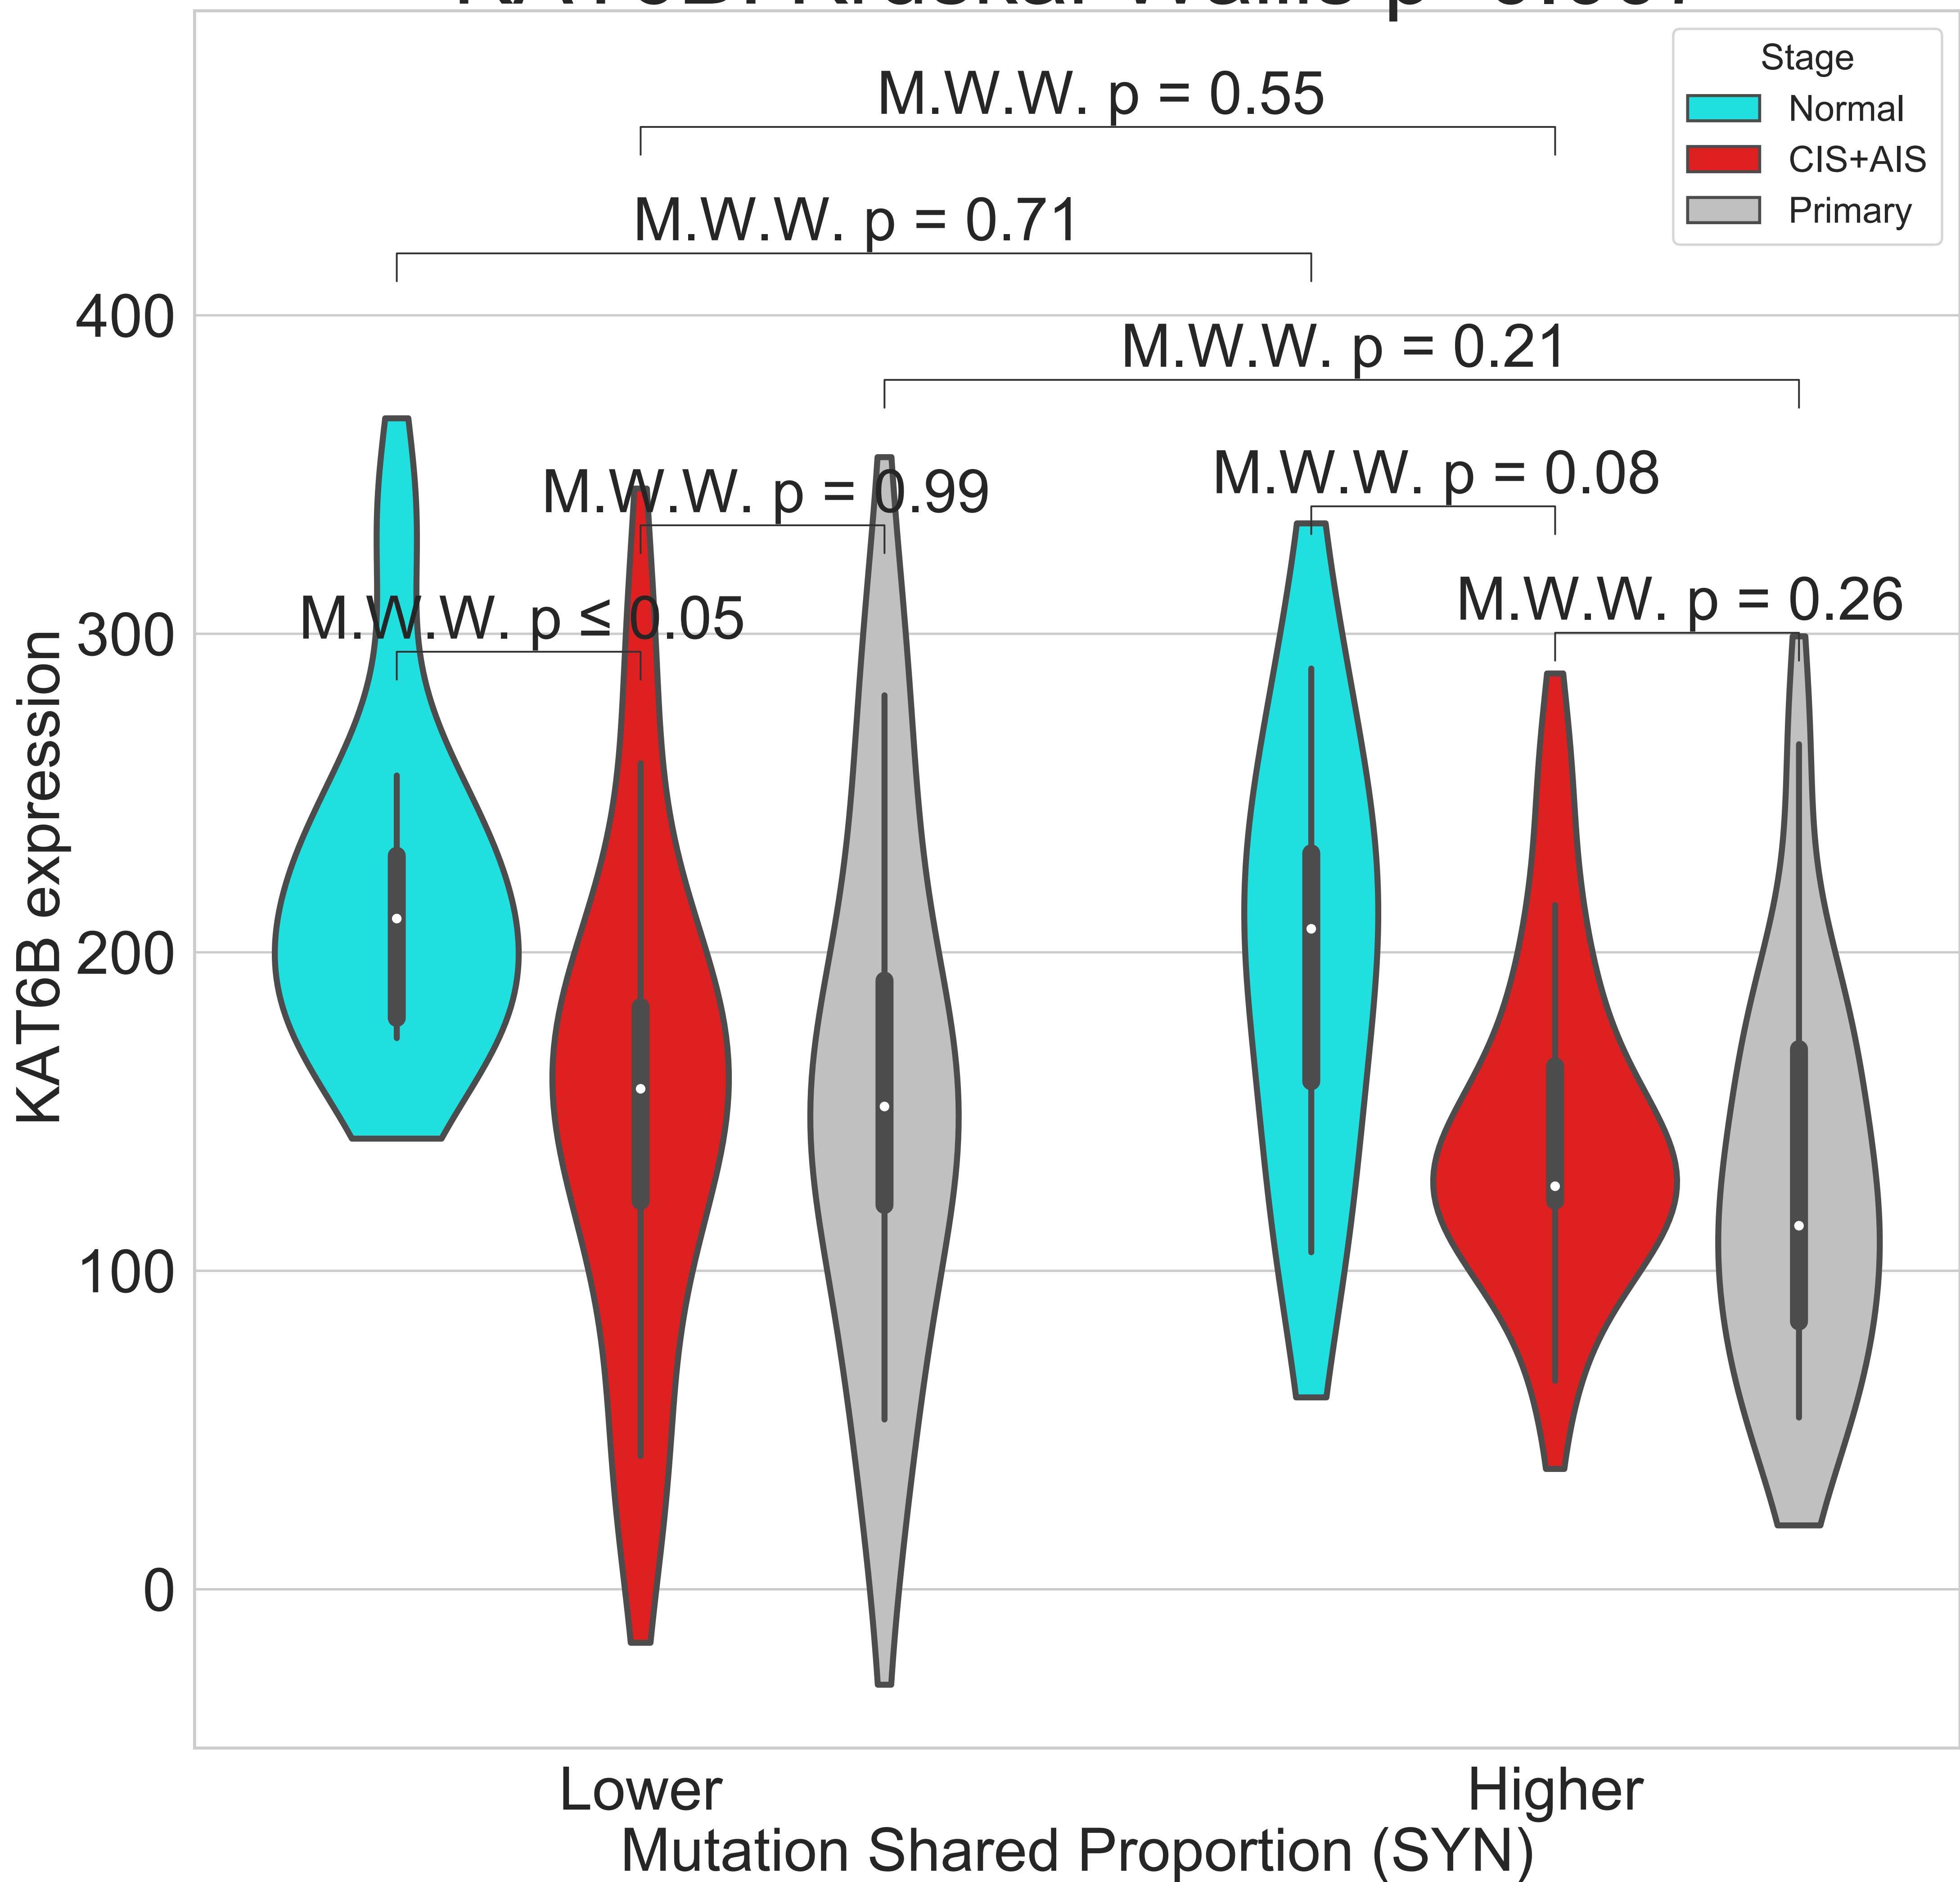 Stage
Normal
CIS+AIS
Primary
M.W.W. p = 0.55
M.W.W. p = 0.71
M.W.W. p = 0.21
M.W.W. p = 0.99
M.W.W. p = 0.08
M.W.W. p ≤ 0.05
M.W.W. p = 0.26
KAT6B expression
400
300
200
100
0
Lower
Higher
Mutation Shared Proportion (SYN)